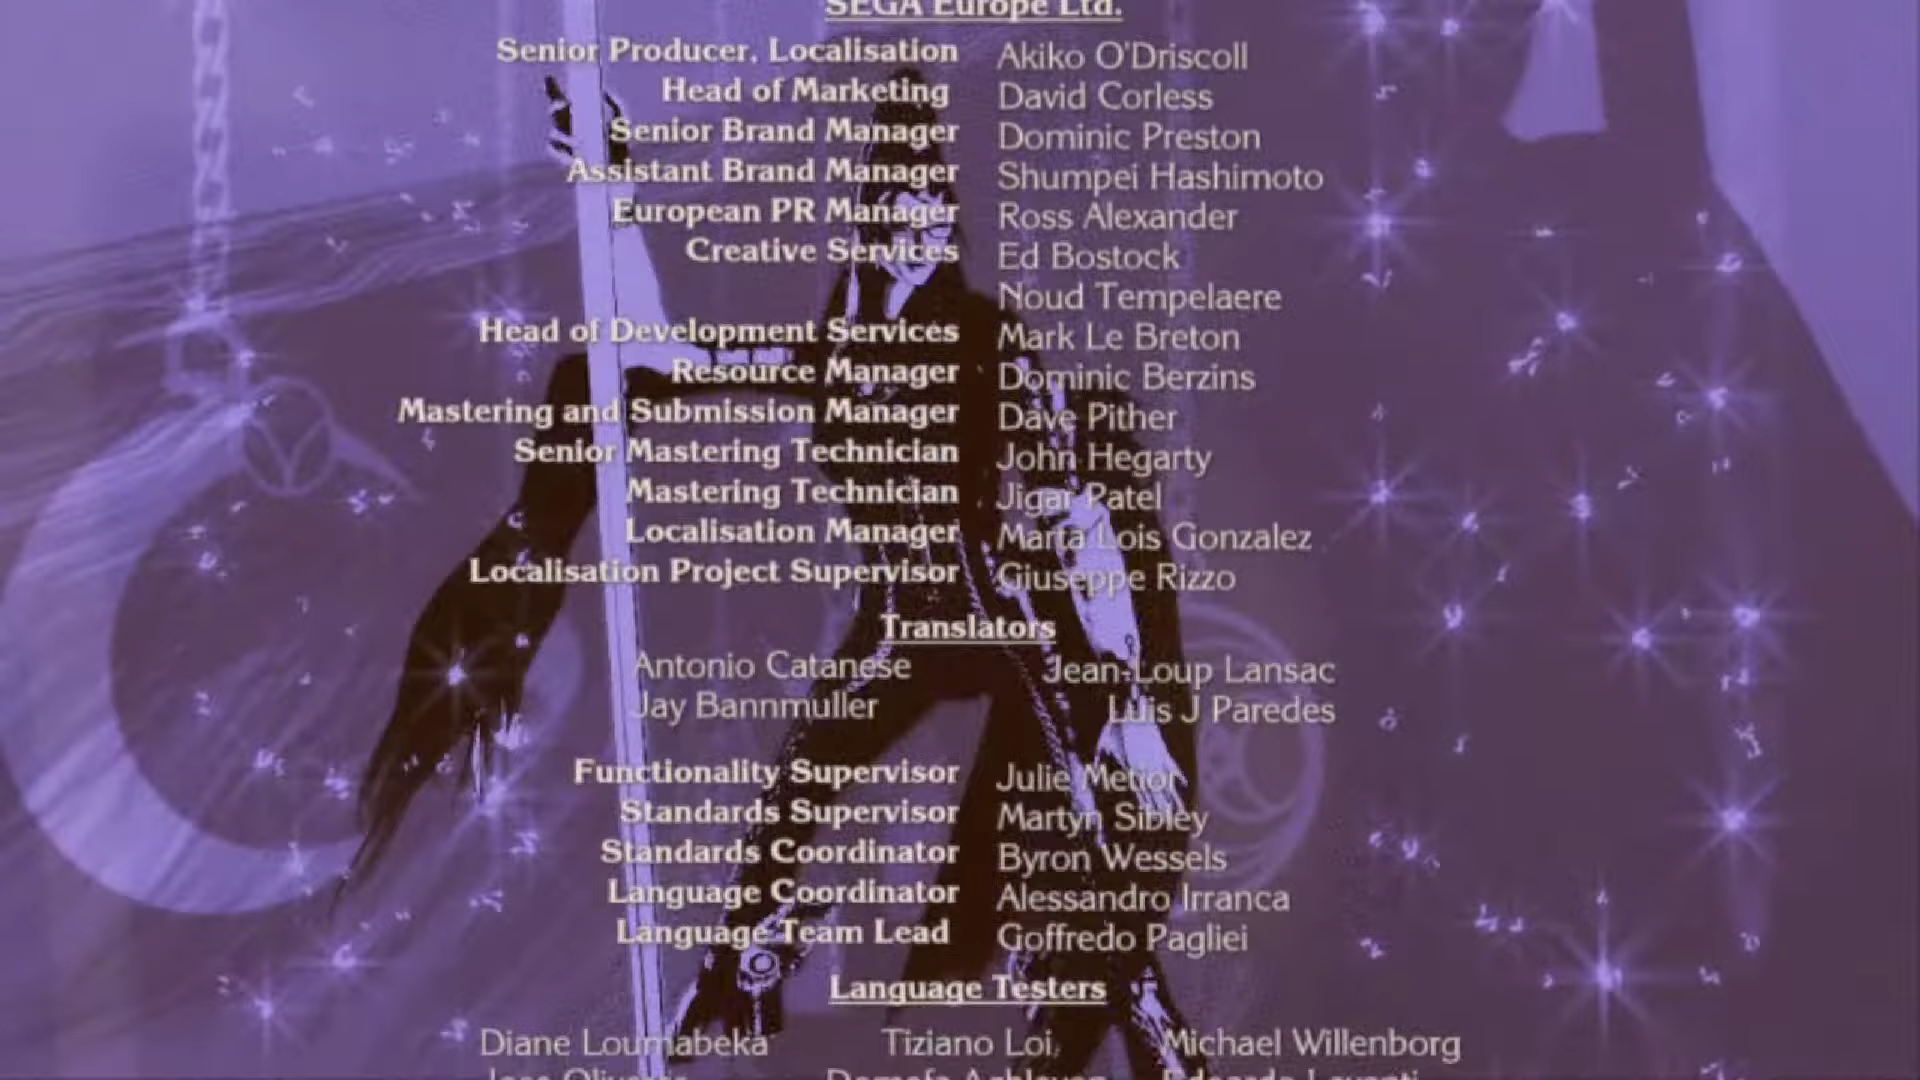 SEGA Europe Ltd.
Senior Producer, Localisation Akiko O'Driscoll
Head of Marketing David Corless
Senior Brand Manager Dominic Preston
Assistant Brand Manager Shumpei Hashimoto
European PR Manager Ross Alexander
Creative Services Ed Bostock
Noud Tempelaere
Head of Development Services Mark Le Breton
Resource Manager Dominic Berzins
Mastering and Submission Manager Dave Pither
Senior Mastering Technician John Hegarty
Mastering Technician Jigar Patel
Localisation Manager Marta Lois Gonzalez
Localisation Project Supervisor Giuseppe Rizzo
Translators
Antonio Catanese Jean-Loup Lansac
Jay Bannmuller Luis J Paredes
Functionality Supervisor Julie Metior
Standards Supervisor Martyn Sibley
Standards Coordinator Byron Wessels
Language Coordinator Alessandro Irranca
Language Team Lead Goffredo Pagliei
Language Testers
Diane Loumabeka Tiziano Loi Michael Willenborg